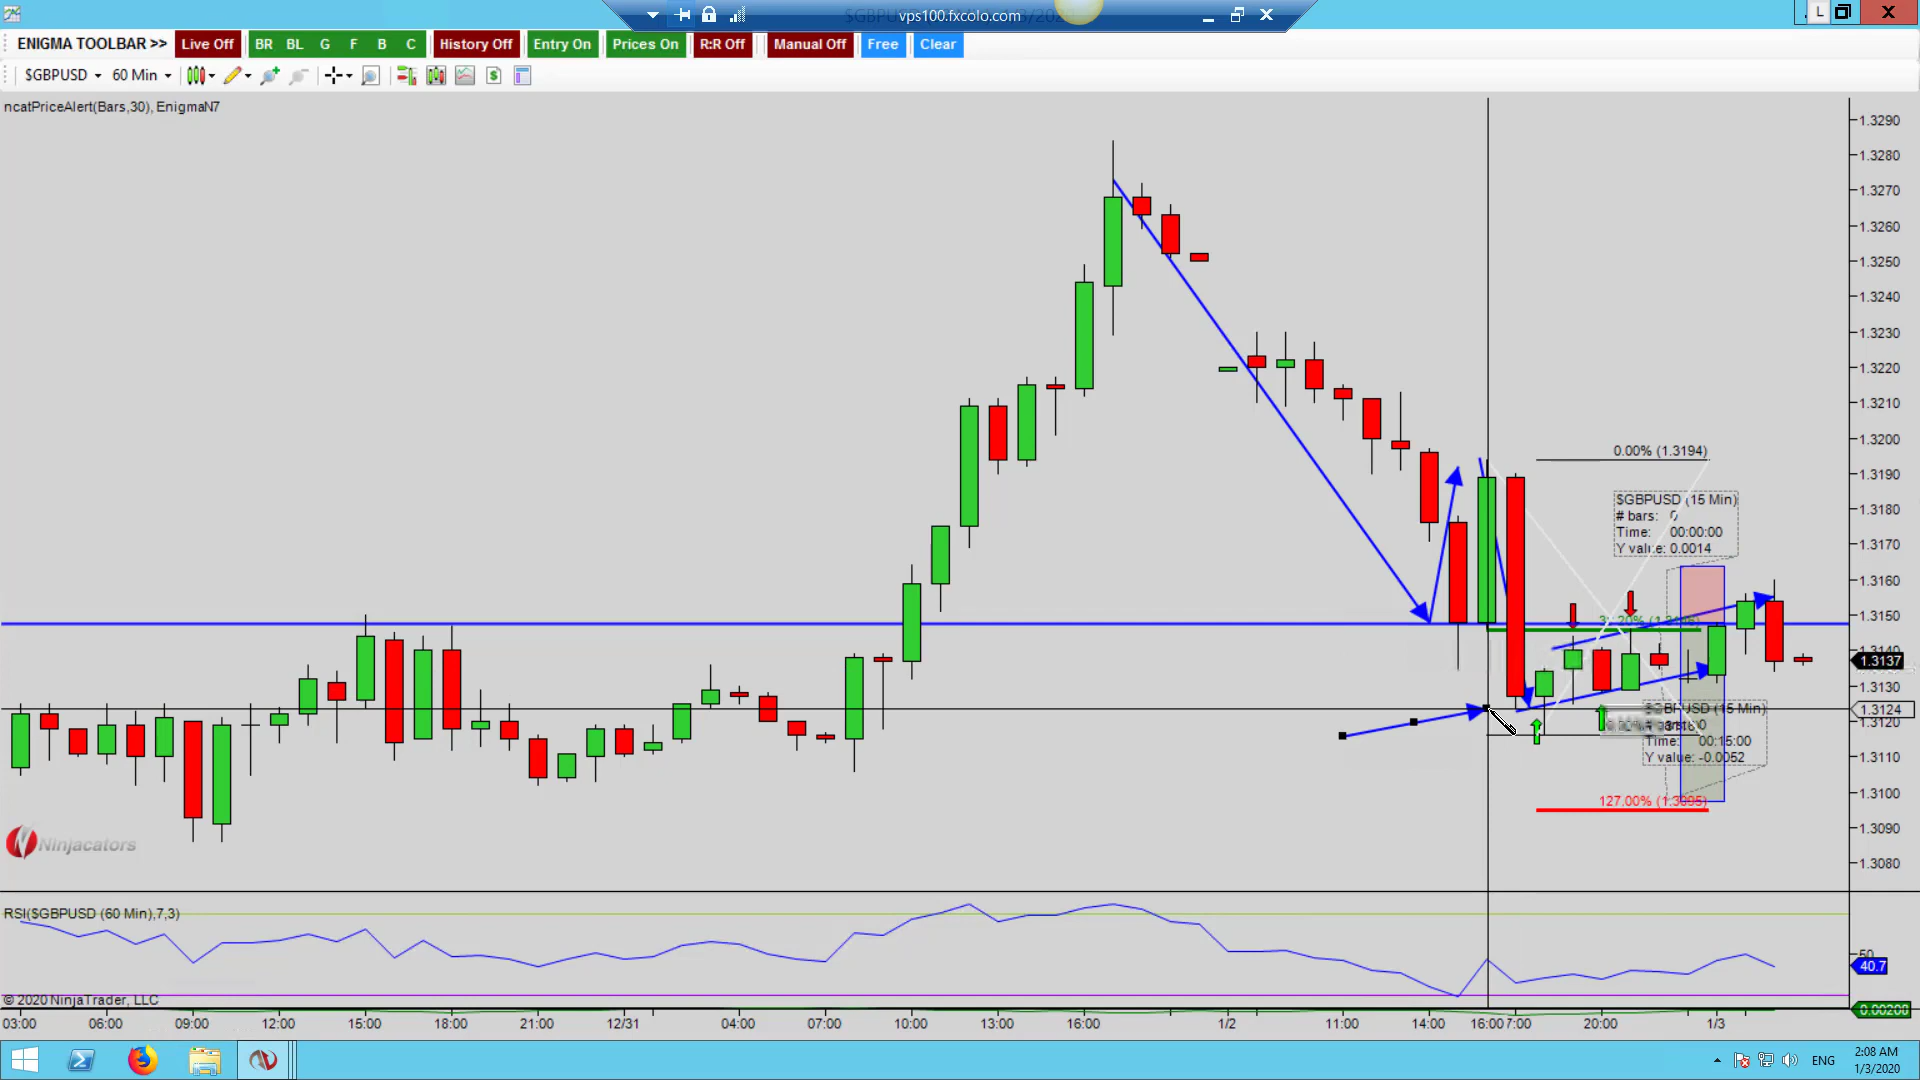 vps100.fxcolo.com
L
ENIGMA TOOLBAR >> Live Off BR BL G F B C History Off Entry On Prices On R:R Off Manual Off Free Clear
$GBPUSD 60 Min
ncatPriceAlert(Bars,30), EnigmaN7
1.3290
1.3280
1.3270
1.3260
1.3250
1.3240
1.3230
1.3220
1.3210
1.3200
1.3190
1.3180
1.3170
1.3160
1.3150
1.3137
1.3130
1.3124
1.3120
1.3110
1.3100
1.3090
1.3080
0.00% (1.3194)
$GBPUSD (15 Min)
# bars: 0
Time: 00:00:00
Y value: 0.0014
$GBPUSD (15 Min)
Time: 00:15:00
Y value: -0.0052
127.00% (1.3095)
Ninjacators
RSI($GBPUSD (60 Min),7,3)
50
40.7
© 2020 NinjaTrader, LLC
0.00208
03:00 06:00 09:00 12:00 15:00 18:00 21:00 12/31 04:00 07:00 10:00 13:00 16:00 1/2 11:00 14:00 16:00 7:00 20:00 1/3
ENG
2:08 AM
1/3/2020